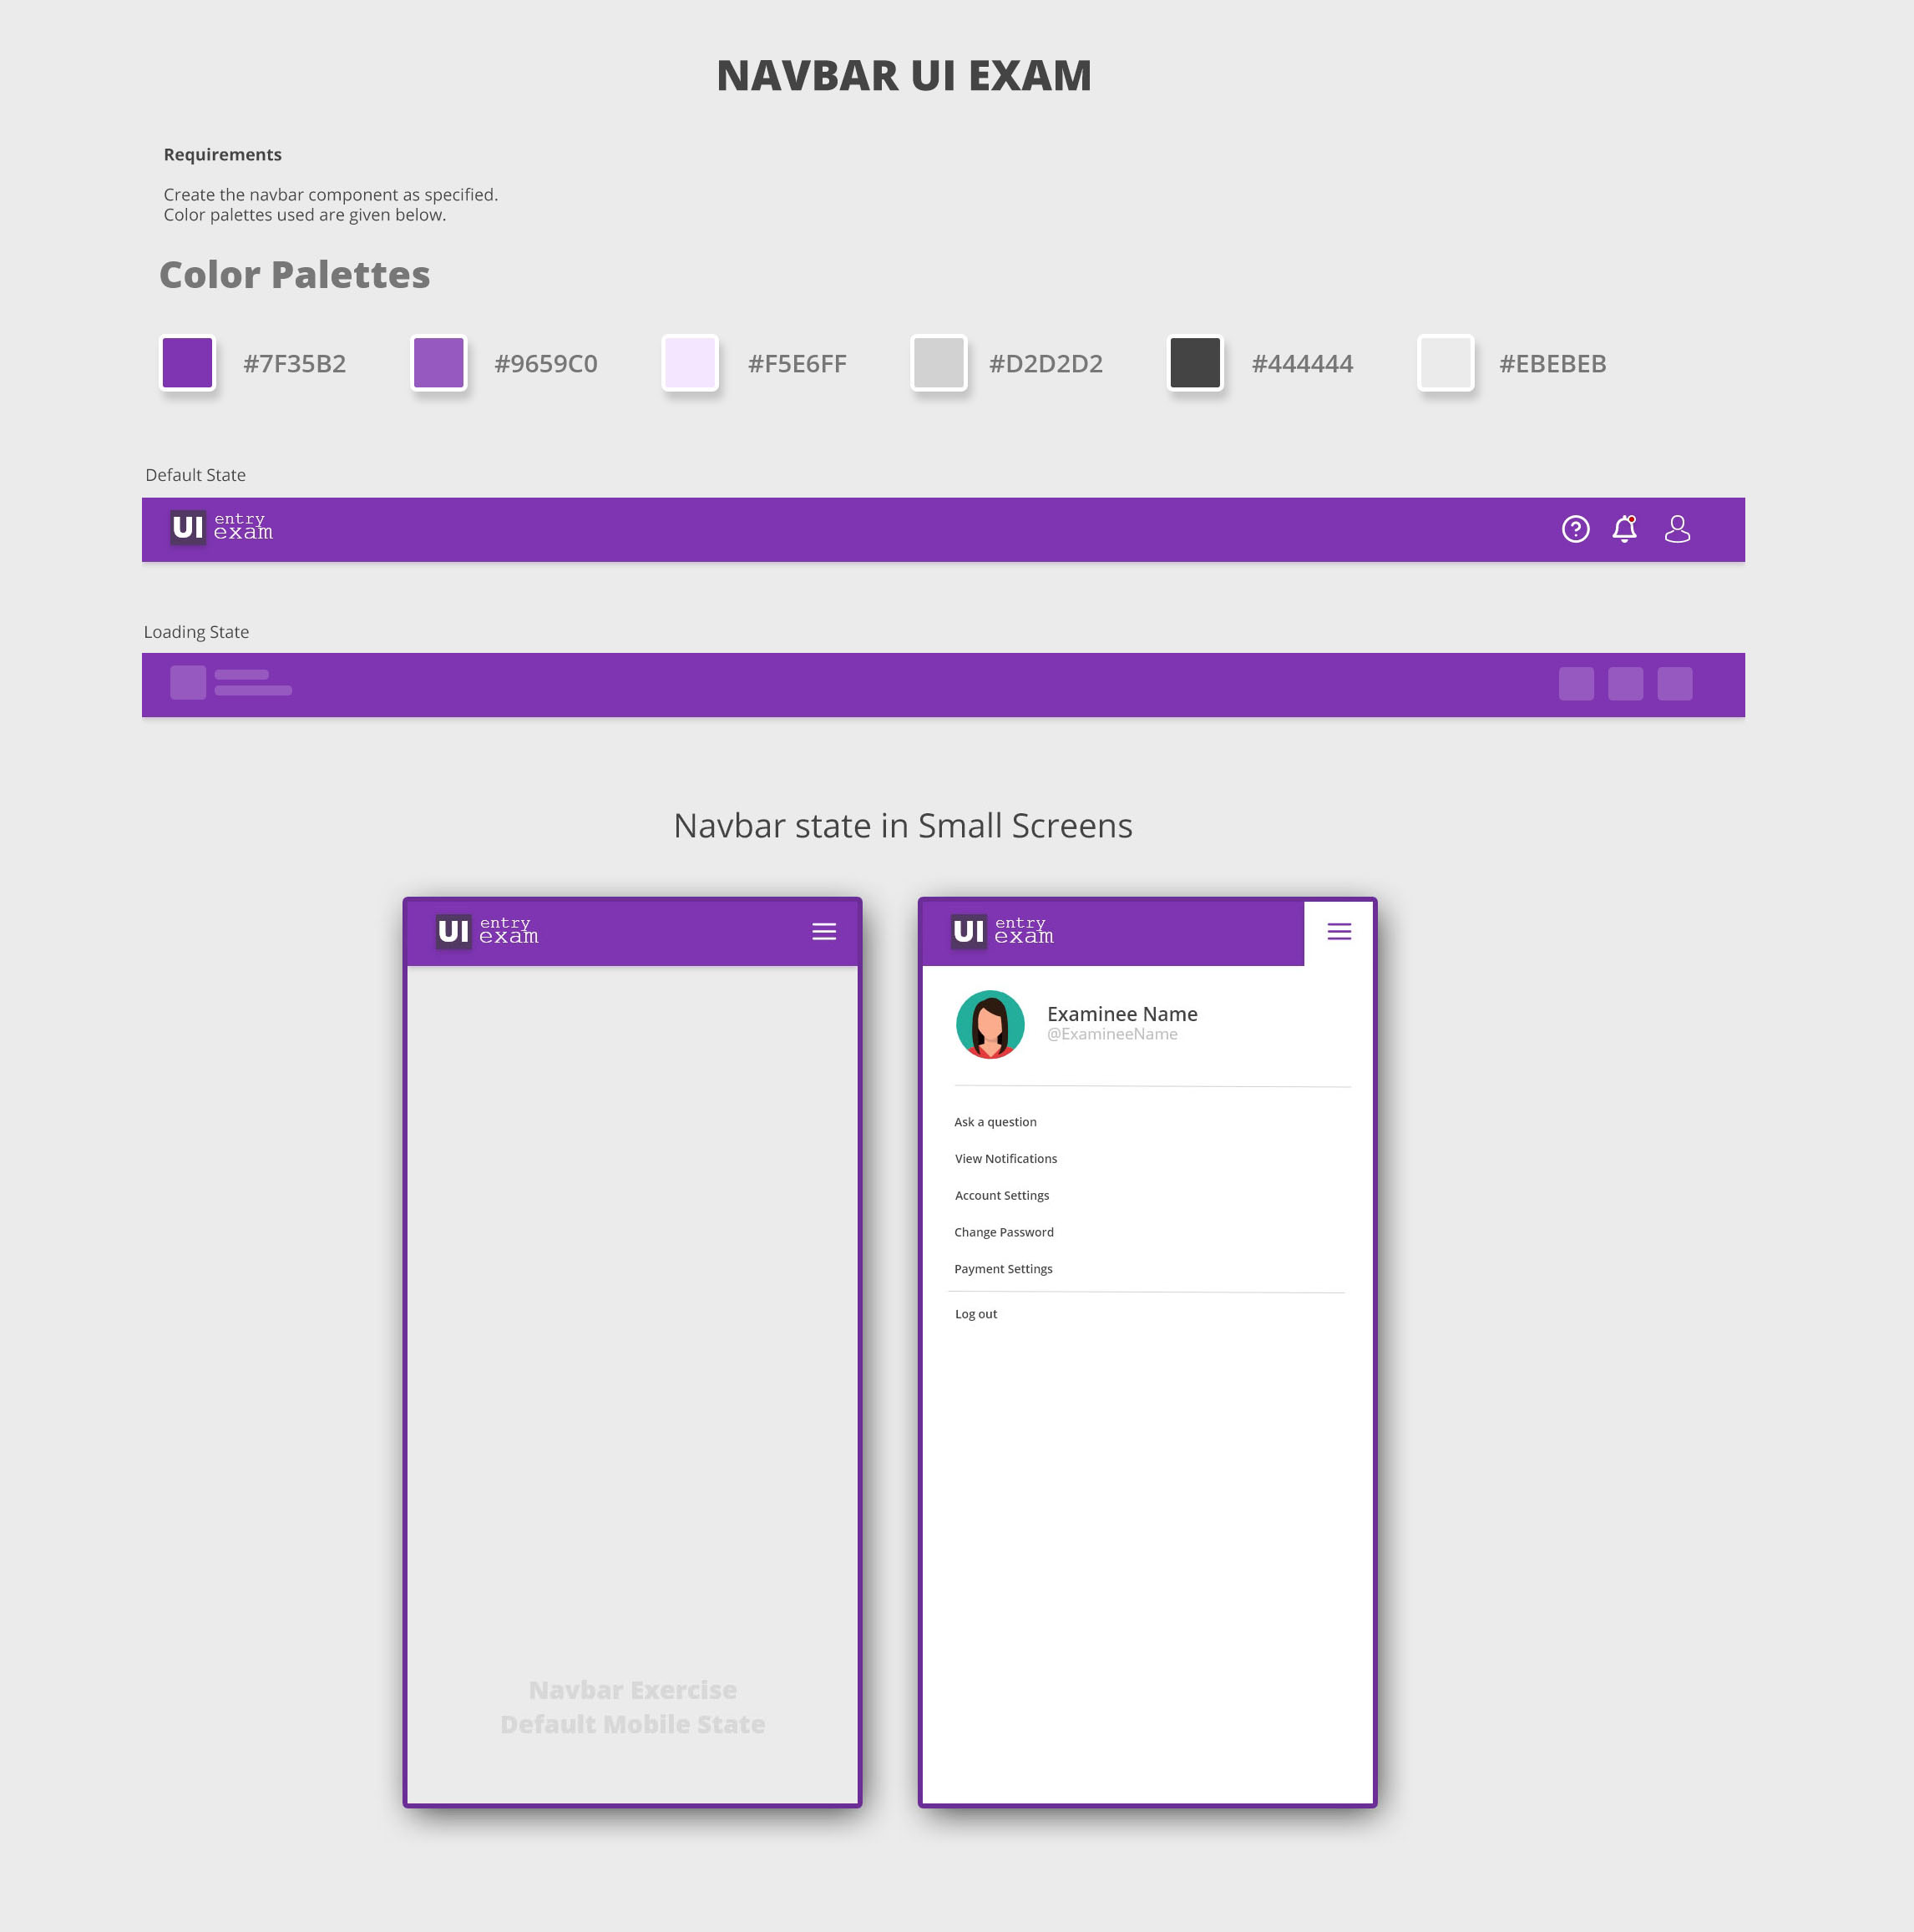 NAVBAR UI EXAM
Requirements
Create the navbar component as specified.
Color palettes used are given below.
Color Palettes
#7F35B2
#9659C0
#F5E6FF
#D2D2D2
#444444
#EBEBEB
Default State
UI entry
exam
Loading State
Navbar state in Small Screens
UI entry
exam
Navbar Exercise
Default Mobile State
UI entry
exam
Examinee Name
@ExamineeName
Ask a question
View Notifications
Account Settings
Change Password
Payment Settings
Log out